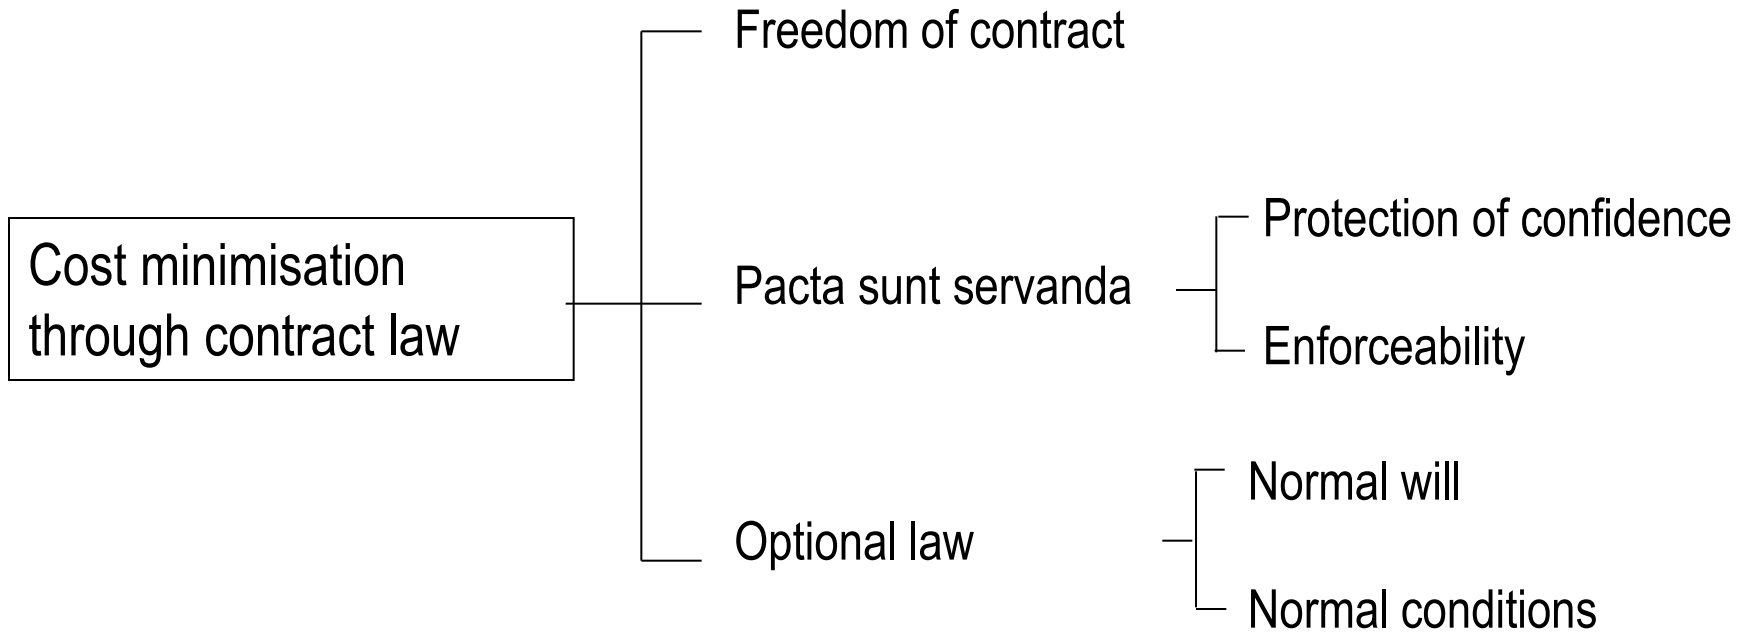 Freedom of contract
Cost minimisation
through contract law
Pacta sunt servanda
Protection of confidence
Enforceability
Optional law
Normal will
Normal conditions